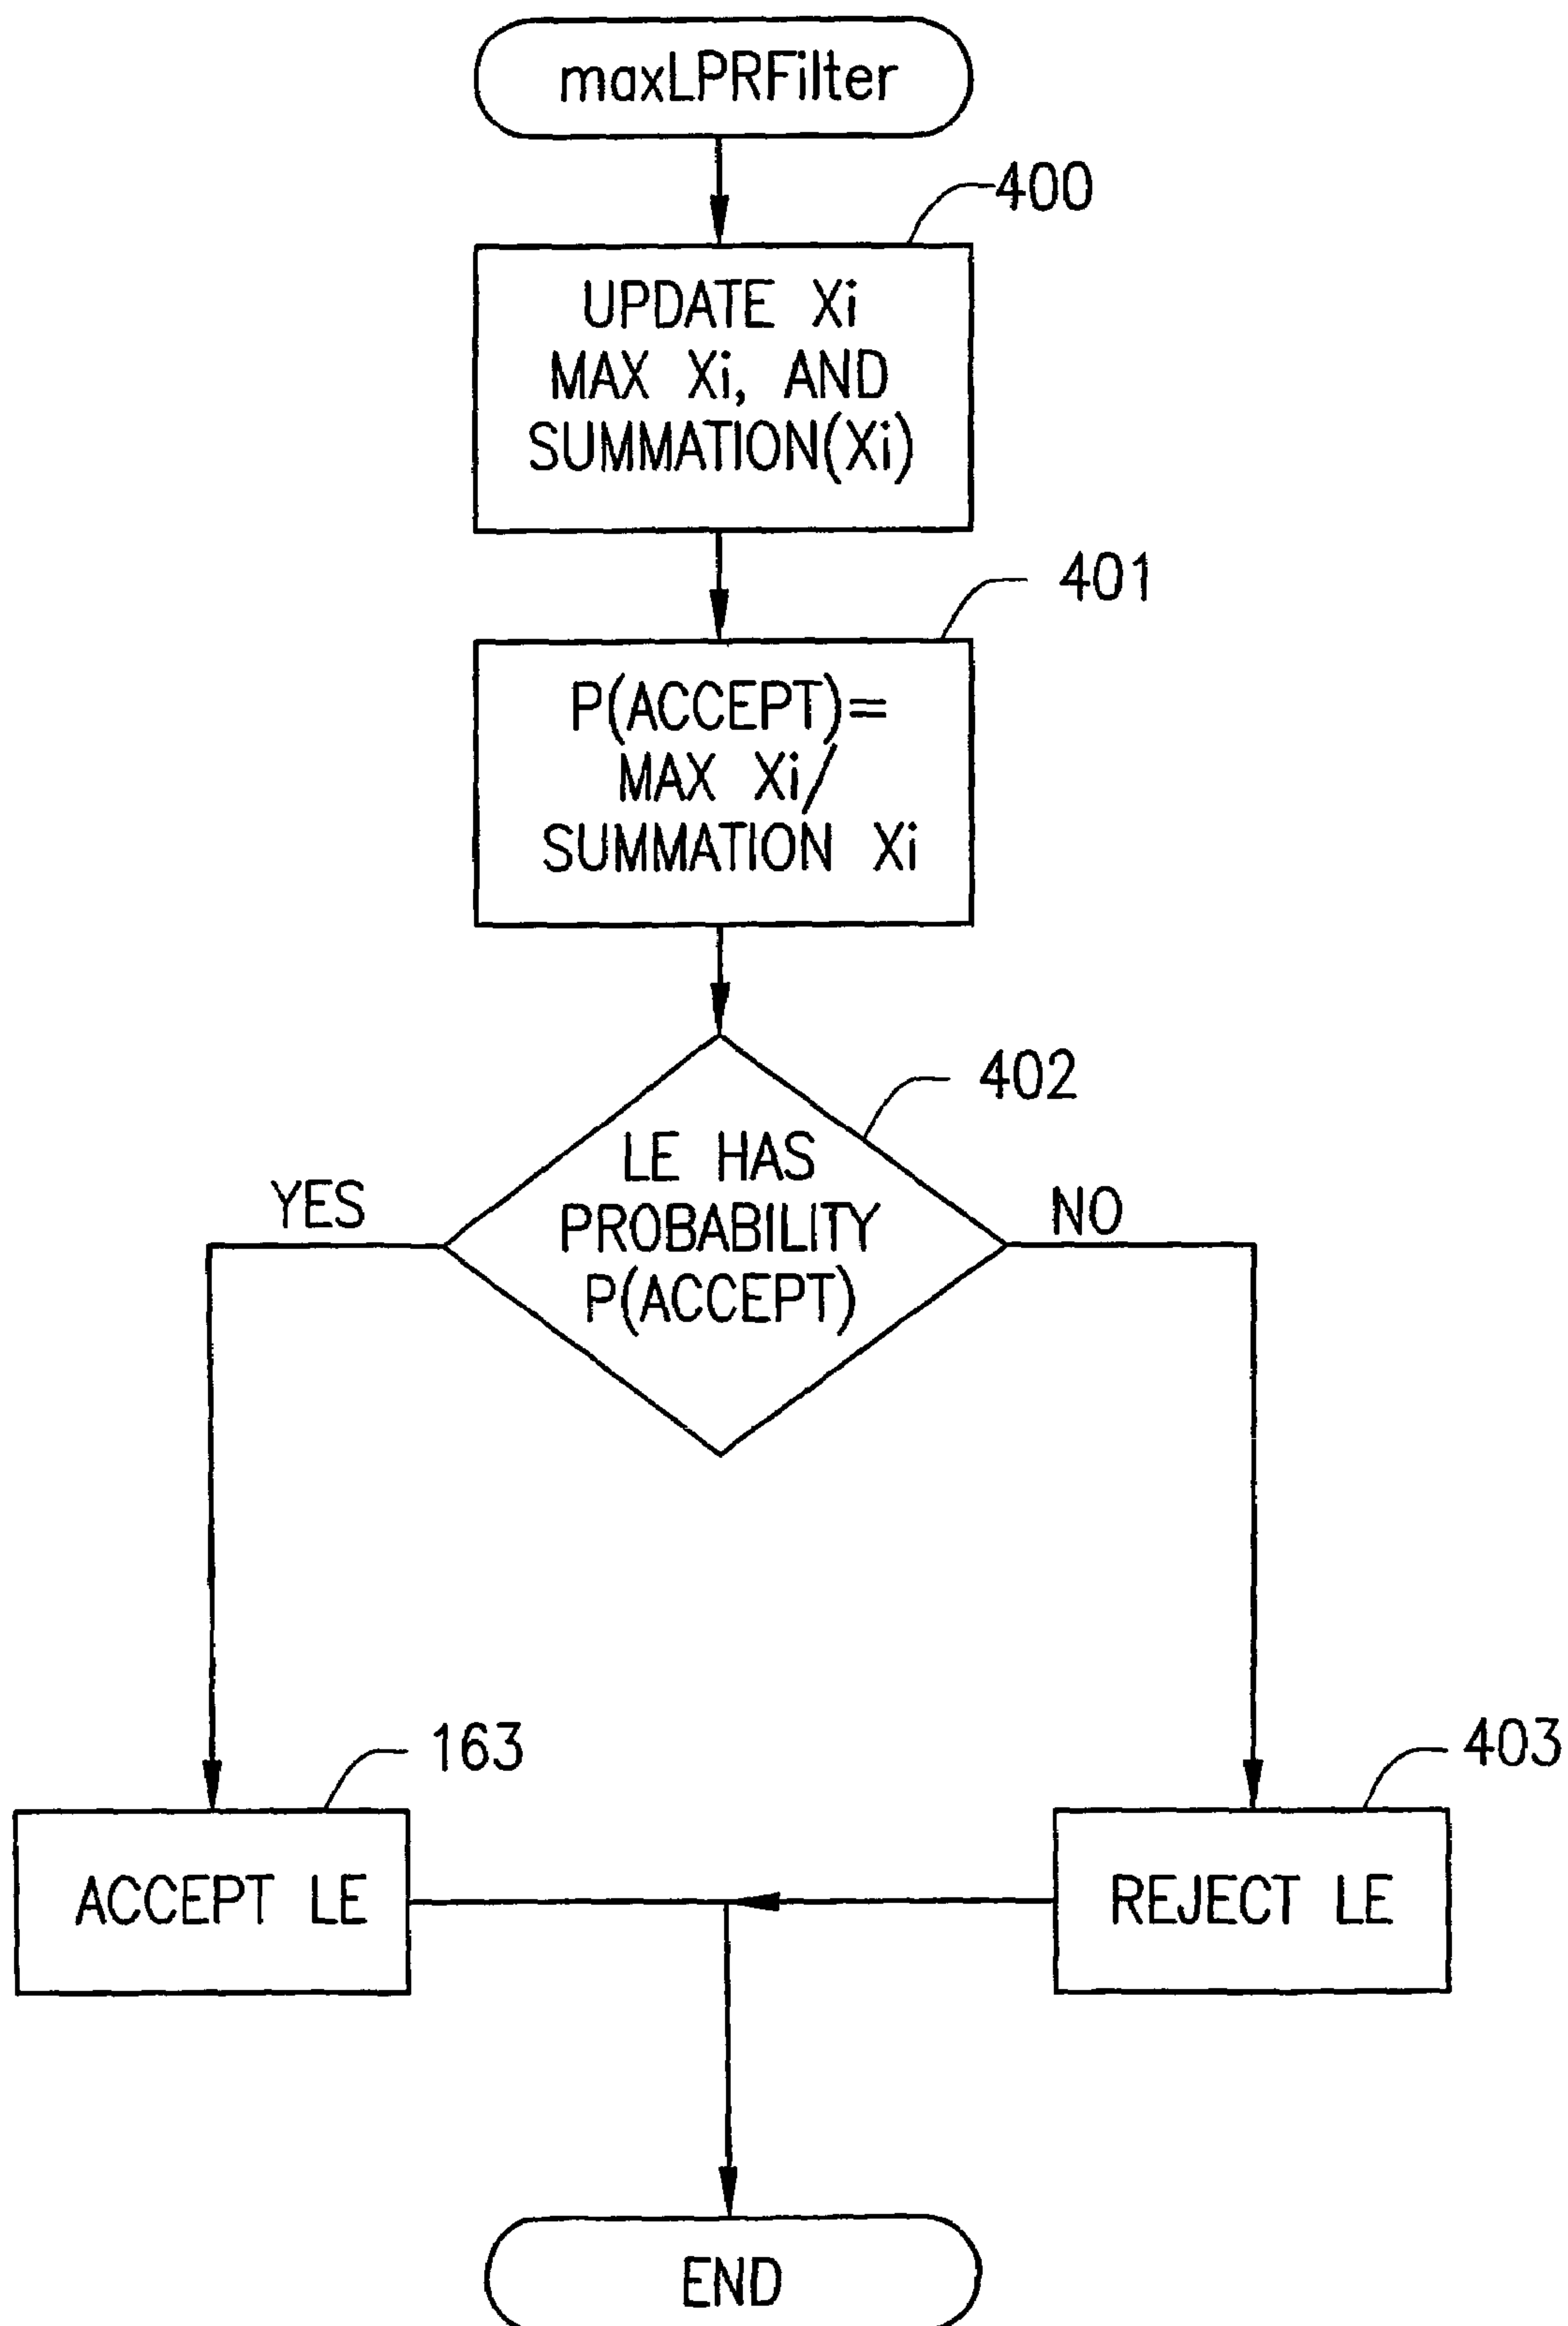 maxLPRFilter
400
UPDATE Xi
MAX Xi, AND
SUMMATION(Xi)
401
P(ACCEPT)=
MAX Xi/
SUMMATION Xi
402
LE HAS
PROBABILITY
P(ACCEPT)
YES
NO
163
403
ACCEPT LE
REJECT LE
END